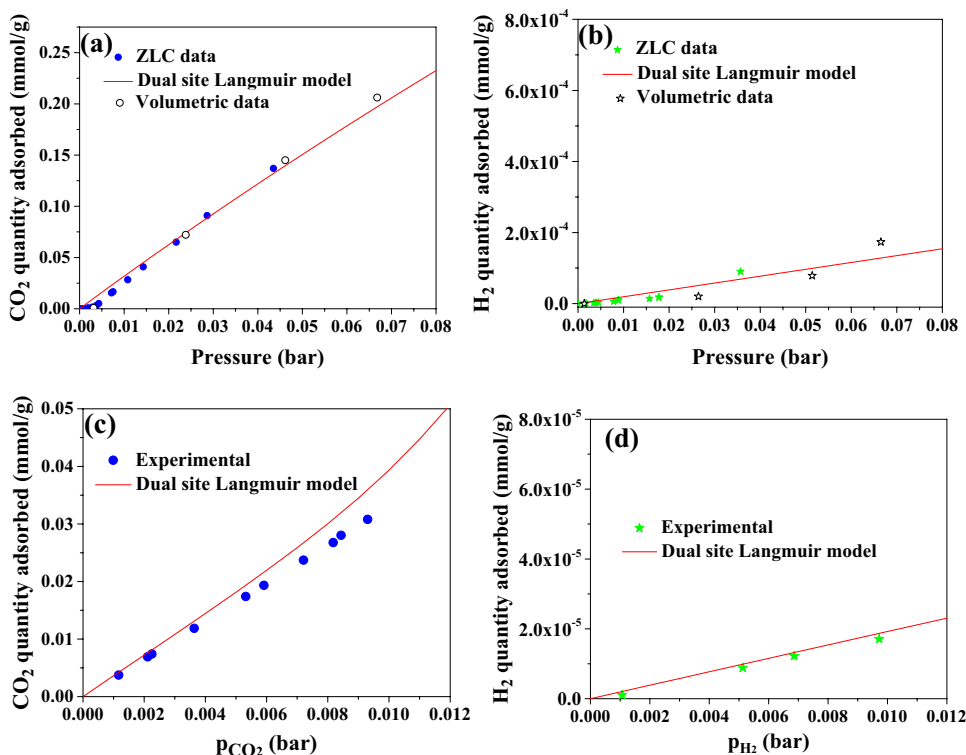 (a)
ZLC data
Dual site Langmuir model
Volumetric data
CO2 quantity adsorbed (mmol/g)
0.25
0.20
0.15
0.10
0.05
0.00
0.00 0.01 0.02 0.03 0.04 0.05 0.06 0.07 0.08
Pressure (bar)
(b)
ZLC data
Dual site Langmuir model
Volumetric data
H2 quantity adsorbed (mmol/g)
8.0x10-4
6.0x10-4
4.0x10-4
2.0x10-4
0.0
0.00 0.01 0.02 0.03 0.04 0.05 0.06 0.07 0.08
Pressure (bar)
(c)
Experimental
Dual site Langmuir model
CO2 quantity adsorbed (mmol/g)
0.05
0.04
0.03
0.02
0.01
0.00
0.000 0.002 0.004 0.006 0.008 0.010 0.012
pCO2 (bar)
(d)
Experimental
Dual site Langmuir model
H2 quantity adsorbed (mmol/g)
8.0x10-5
6.0x10-5
4.0x10-5
2.0x10-5
0.0
0.000 0.002 0.004 0.006 0.008 0.010 0.012
pH2 (bar)